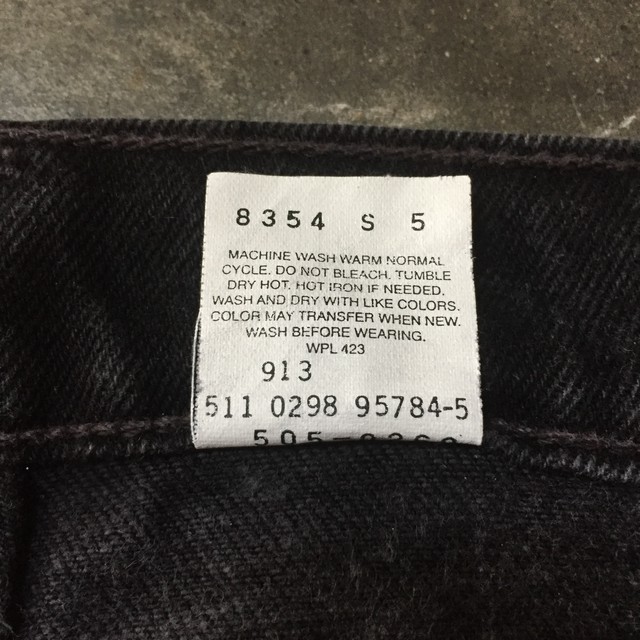 8354 S 5
MACHINE WASH WARM NORMAL
CYCLE. DO NOT BLEACH. TUMBLE
DRY HOT. HOT IRON IF NEEDED.
WASH AND DRY WITH LIKE COLORS.
COLOR MAY TRANSFER WHEN NEW.
WASH BEFORE WEARING.
WPL 423
913
511 0298 95784-5